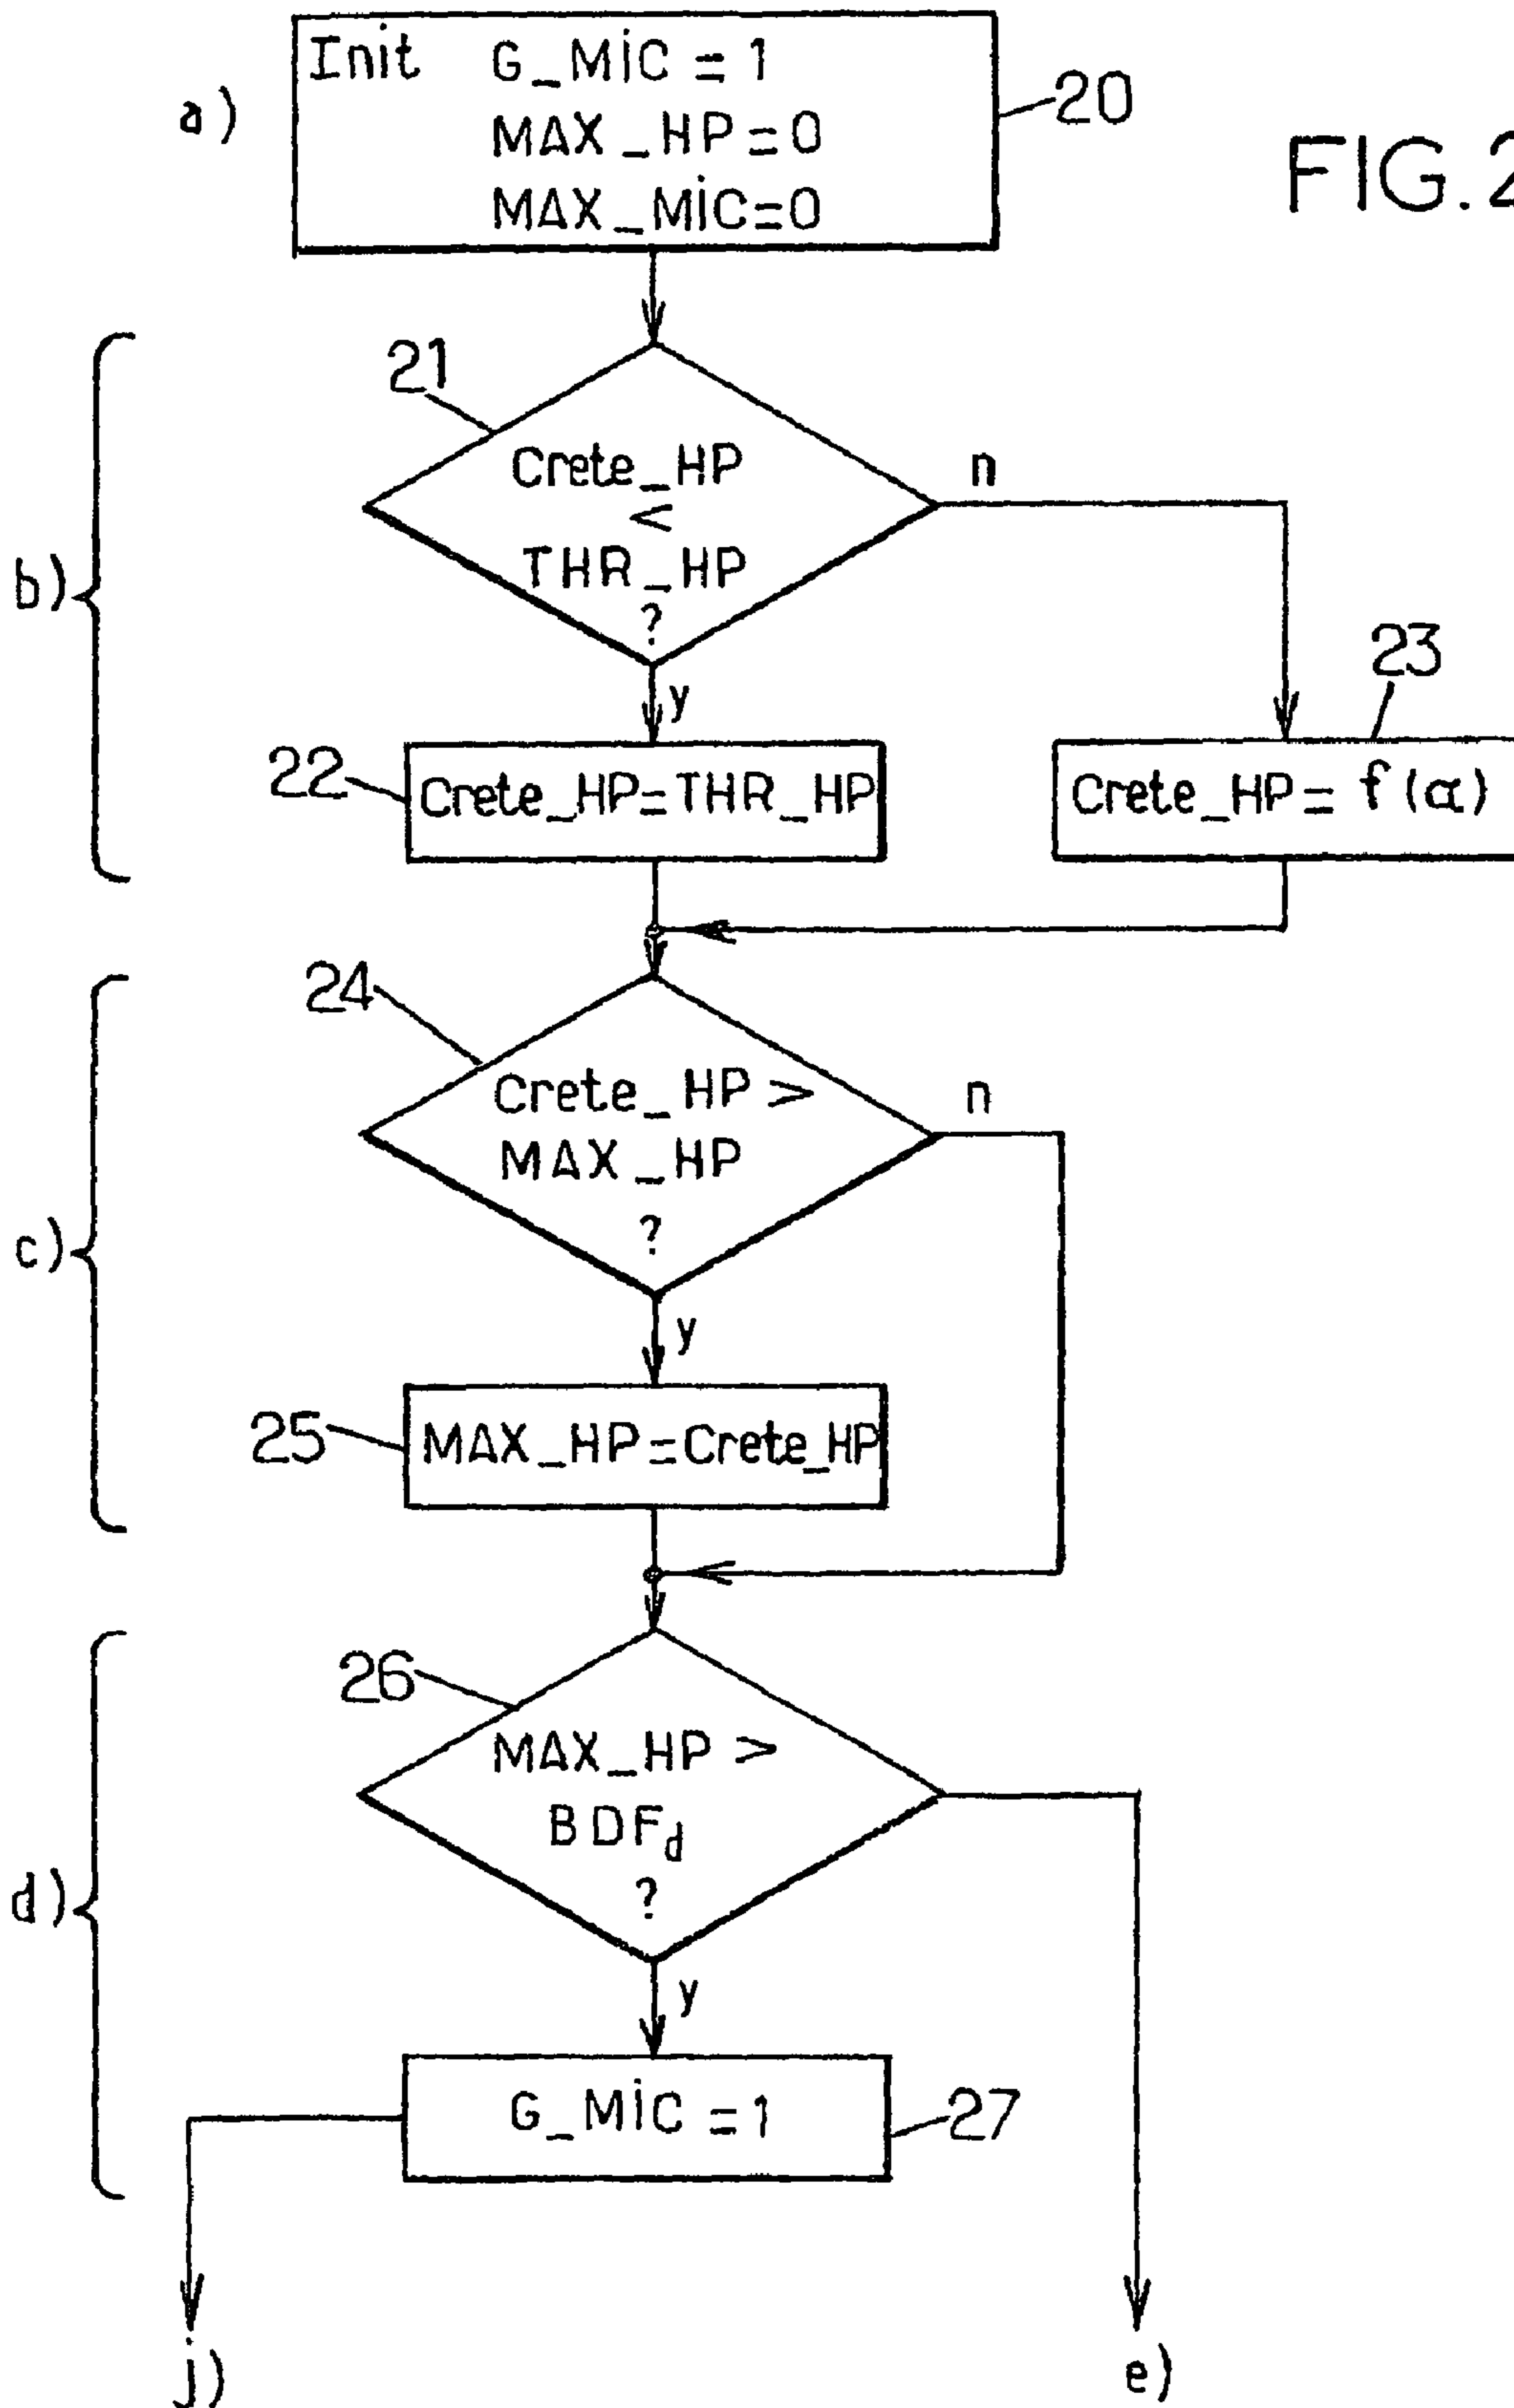 a)
Init G_MiC = 1
MAX_HP=0
MAX_MiC=0
20
FIG.2
b)
21
Crete_HP
<
THR_HP
?
n
y
22
Crete_HP=THR_HP
23
Crete_HP = f(α)
c)
24
Crete_HP >
MAX_HP
?
n
y
25
MAX_HP=Crete_HP
d)
26
MAX_HP >
BDFd
?
y
G_MiC = 1
27
j)
e)